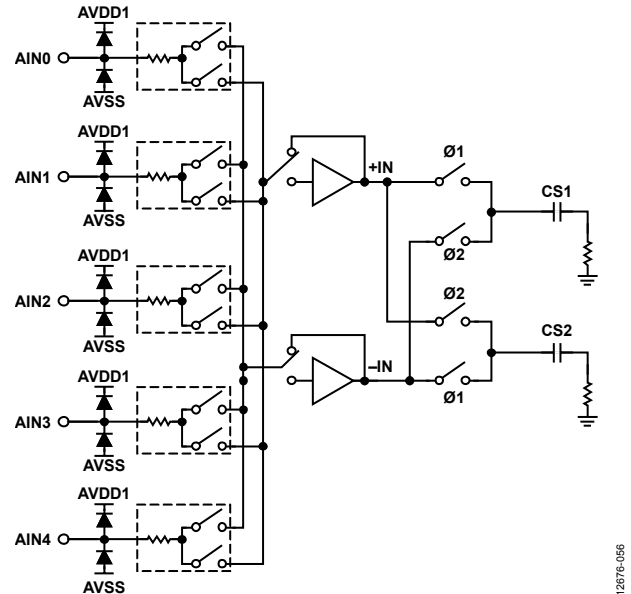 AVDD1
AIN0
AVSS
AVDD1
AIN1
AVSS
AVDD1
AIN2
AVSS
AVDD1
AIN3
AVSS
AVDD1
AIN4
AVSS
+IN
Ø1
CS1
Ø2
Ø2
CS2
–IN
Ø1
12676-056